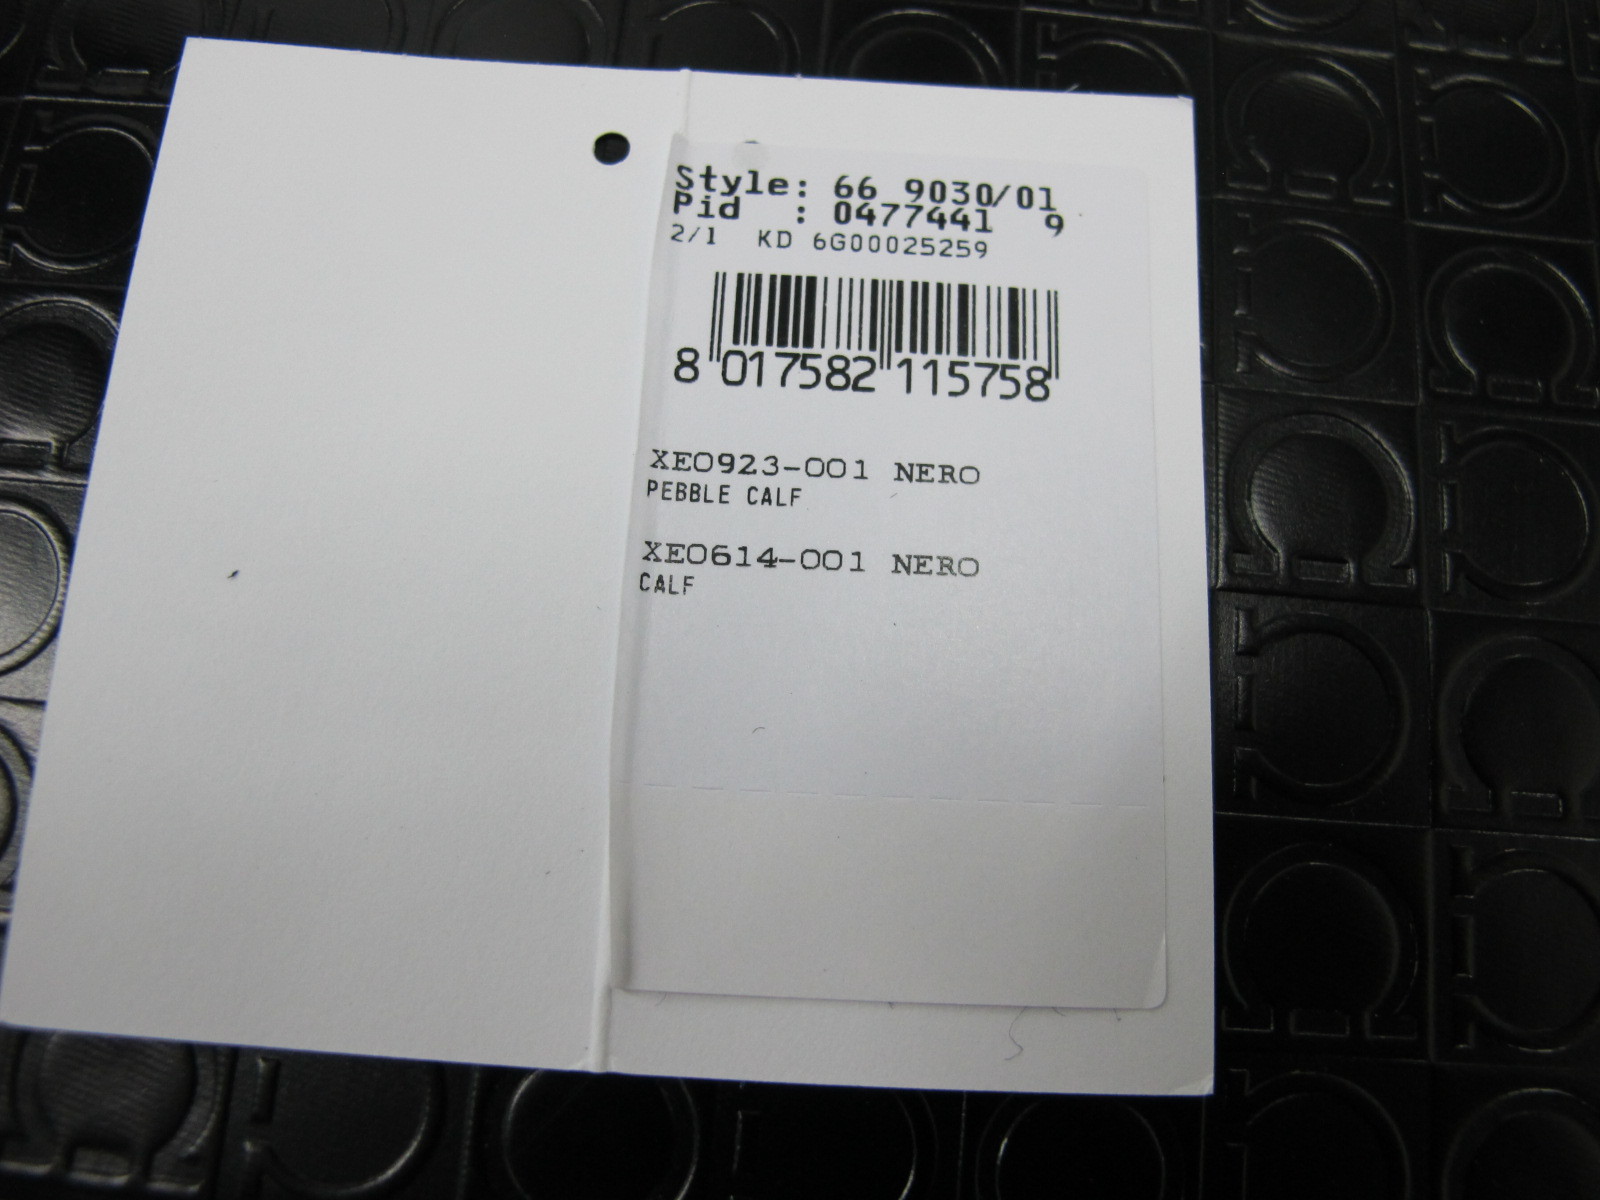 Style: 66 9030/01
Pid : 0477441 9
2/1 KD 6G00025259
8 017582 115758
XE0923-001 NERO
PEBBLE CALF
XE0614-001 NERO
CALF